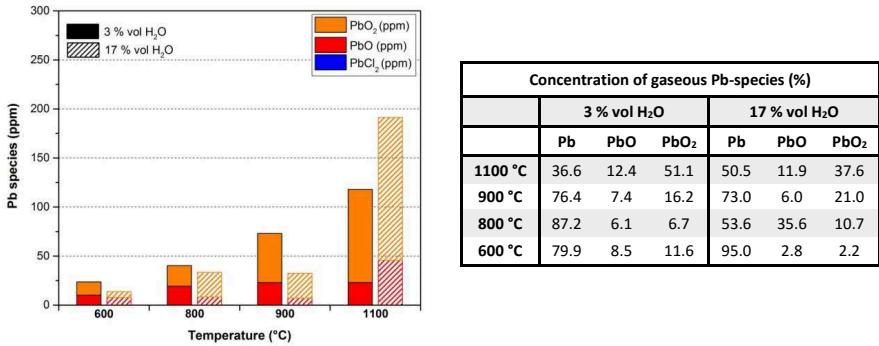 300
250
200
150
100
50
0
Pb species (ppm)
3 % vol H₂O
17 % vol H₂O
PbO₂ (ppm)
PbO (ppm)
PbCl₂ (ppm)
600 800 900 1100
Temperature (°C)
Concentration of gaseous Pb-species (%)
3 % vol H₂O 17 % vol H₂O
Pb PbO PbO₂ Pb PbO PbO₂
1100 °C 36.6 12.4 51.1 50.5 11.9 37.6
900 °C 76.4 7.4 16.2 73.0 6.0 21.0
800 °C 87.2 6.1 6.7 53.6 35.6 10.7
600 °C 79.9 8.5 11.6 95.0 2.8 2.2